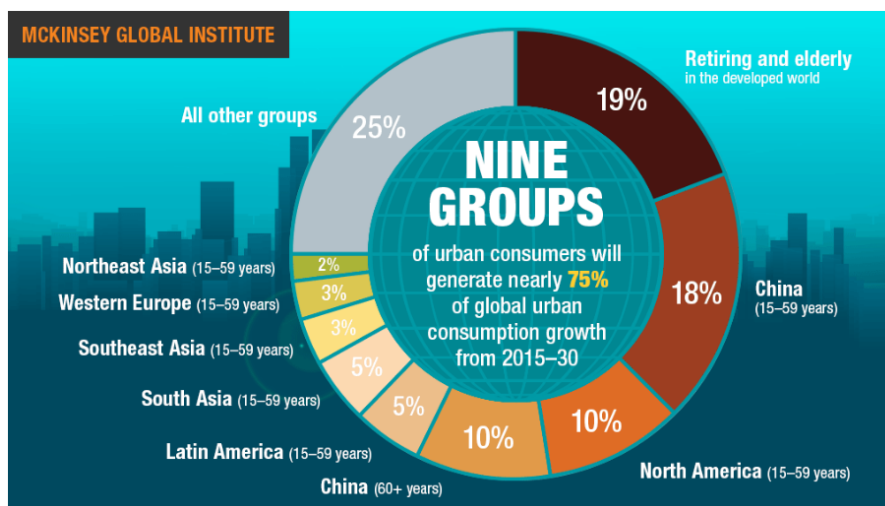 MCKINSEY GLOBAL INSTITUTE
Retiring and elderly
in the developed world
19%
All other groups
25%
NINE
GROUPS
of urban consumers will
generate nearly 75%
of global urban
consumption growth
from 2015–30
Northeast Asia (15–59 years)
2%
Western Europe (15–59 years)
3%
Southeast Asia (15–59 years)
3%
South Asia (15–59 years)
5%
Latin America (15–59 years)
5%
China (60+ years)
10%
North America (15–59 years)
10%
China
(15–59 years)
18%